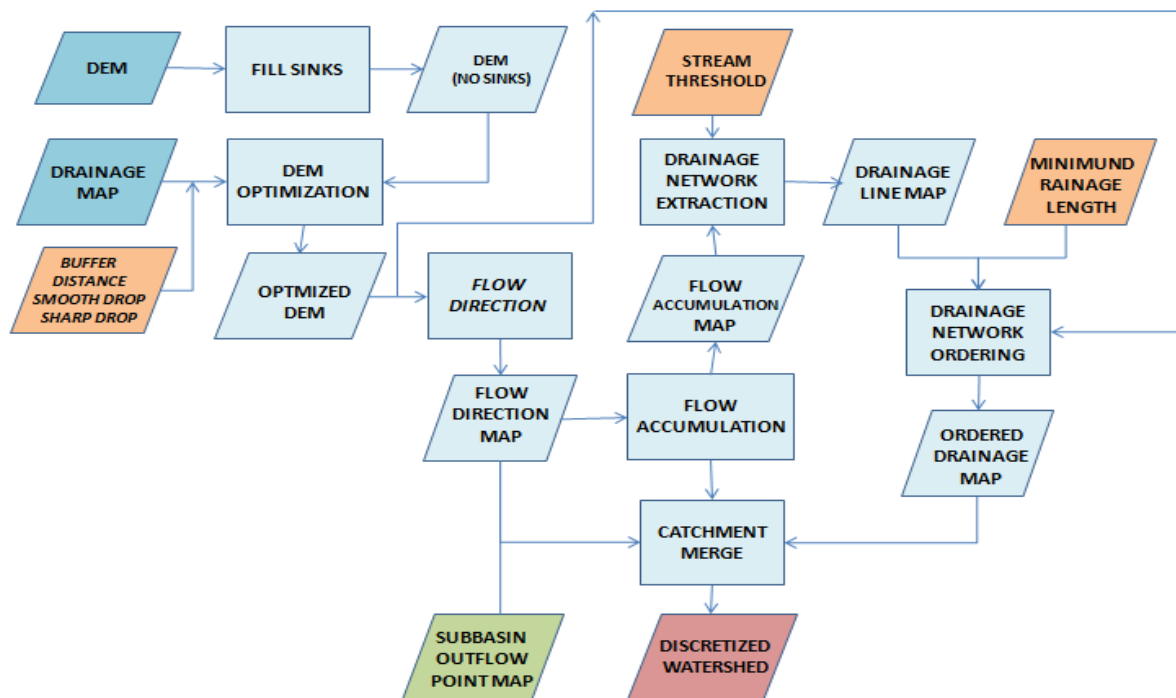 DEM
FILL SINKS
DEM
(NO SINKS)
STREAM
THRESHOLD
DRAINAGE
MAP
DEM
OPTIMIZATION
DRAINAGE
NETWORK
EXTRACTION
DRAINAGE
LINE MAP
MINIMUND
RAINAGE
LENGTH
BUFFER
DISTANCE
SMOOTH DROP
SHARP DROP
OPTMIZED
DEM
FLOW
DIRECTION
FLOW
ACCUMULATION
MAP
DRAINAGE
NETWORK
ORDERING
FLOW
DIRECTION
MAP
FLOW
ACCUMULATION
ORDERED
DRAINAGE
MAP
CATCHMENT
MERGE
SUBBASIN
OUTFLOW
POINT MAP
DISCRETIZED
WATERSHED